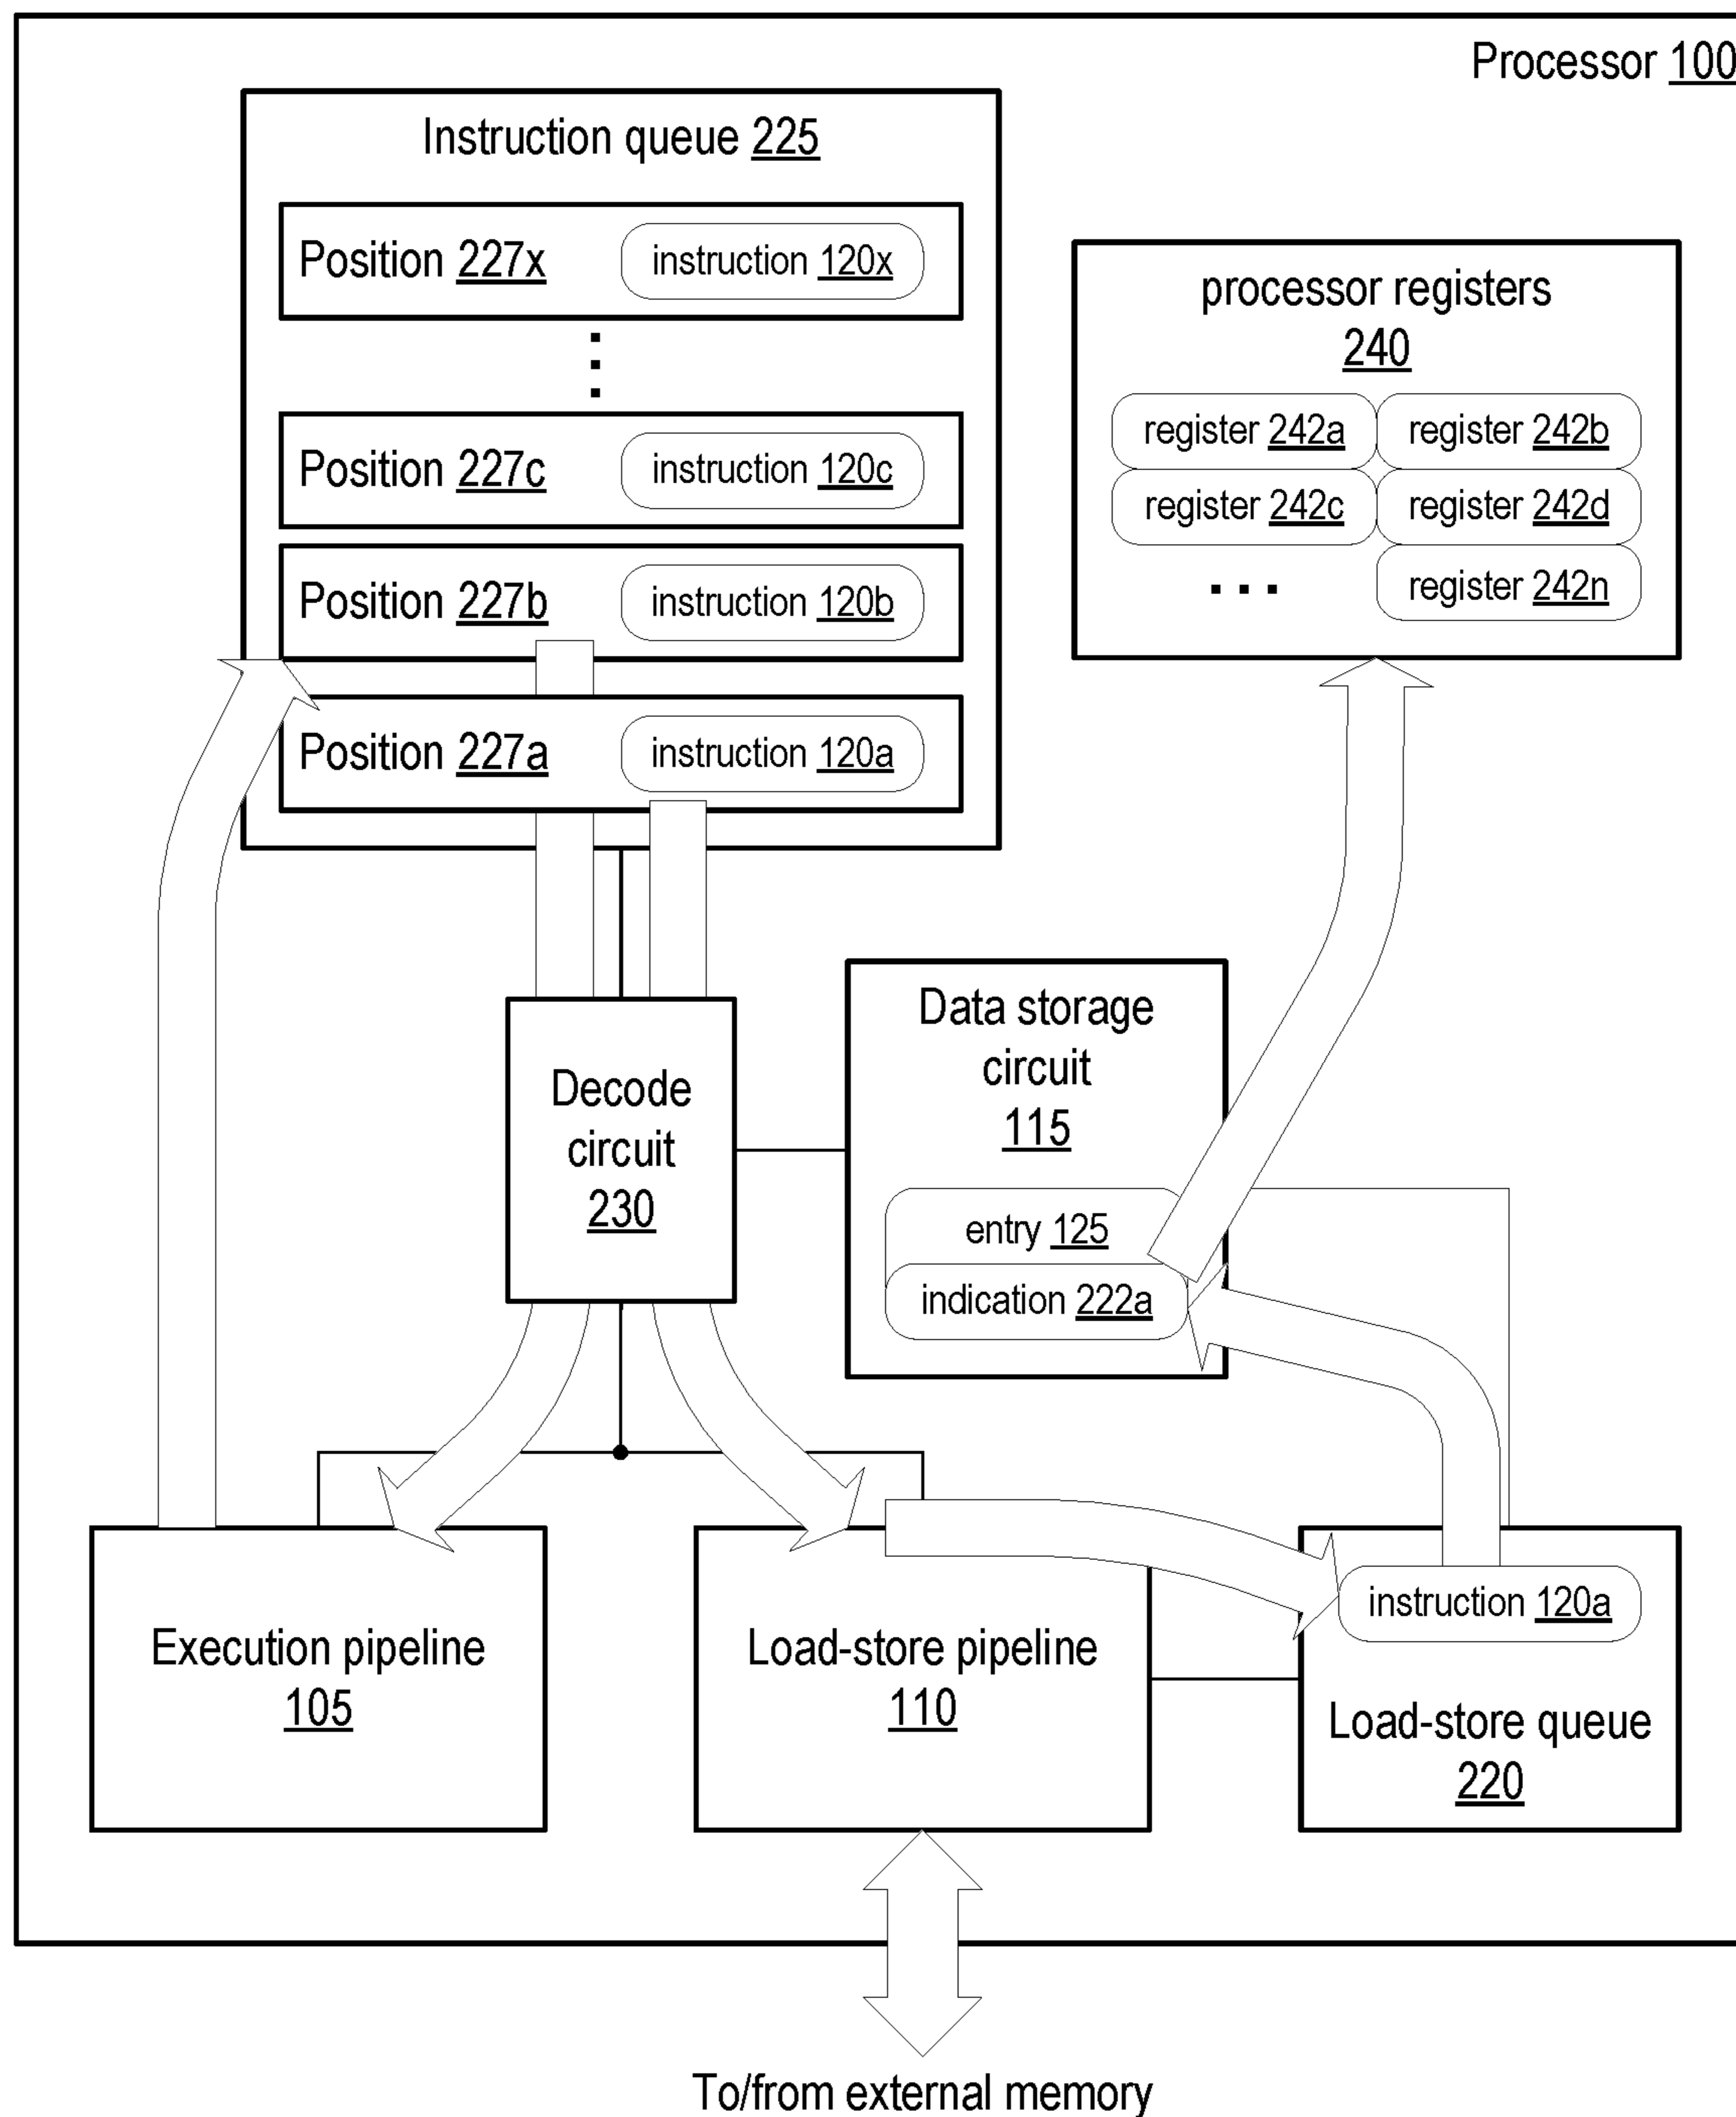 Processor 100
Instruction queue 225
Position 227x
instruction 120x
Position 227c
instruction 120c
Position 227b
instruction 120b
Position 227a
instruction 120a
processor registers
240
register 242a
register 242b
register 242c
register 242d
...
register 242n
Decode
circuit
230
Data storage
circuit
115
entry 125
indication 222a
Execution pipeline
105
Load-store pipeline
110
instruction 120a
Load-store queue
220
To/from external memory